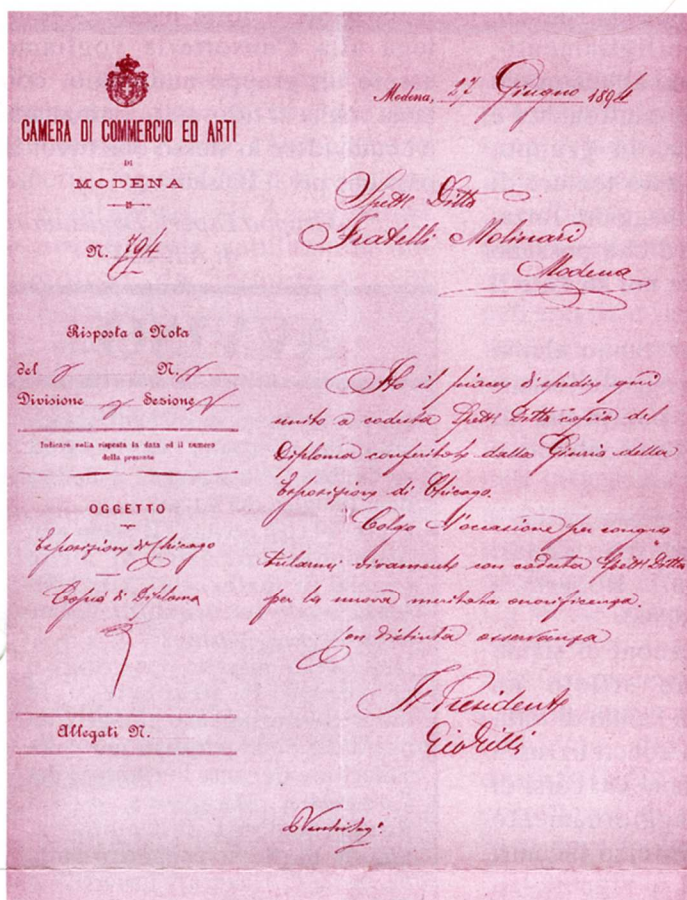 CAMERA DI COMMERCIO ED ARTI
DI
MODENA
N. 794
Risposta a Nota
del N.
Divisione Sezione
Indicare nella risposta la data ed il numero
della presente
OGGETTO
Esposizione di Chicago
Copia di Diploma
Allegati N.
Modena, 27 Giugno 1894
Spett. Ditta
Fratelli Molinari
Modena
Ho il piacere d'spedire qui
unito a codesta Spett. Ditta copia del
Diploma conferitole dalla Giuria della
Esposizione di Chicago.
Colgo l'occasione per congra
tularmi vivamente con codesta Spett. Ditta
per la nuova meritata onorificenza.
Con distinta osservanza
Il Presidente